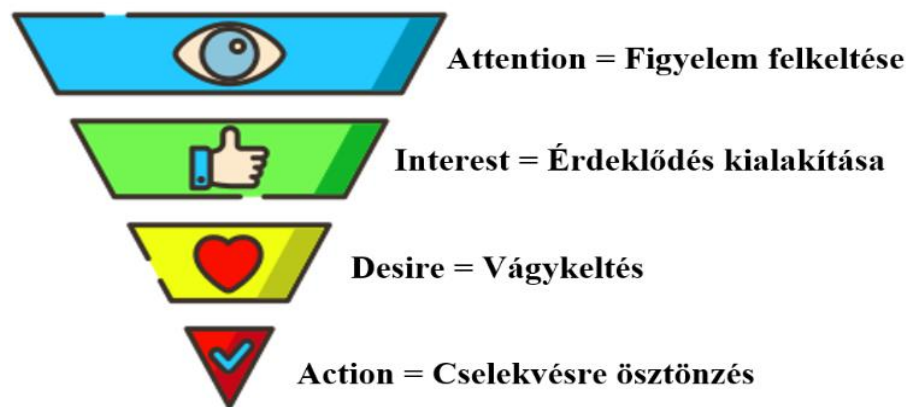 Attention = Figyelem felkeltése
Interest = Érdeklődés kialakítása
Desire = Vágykeltés
Action = Cselekvésre ösztönzés